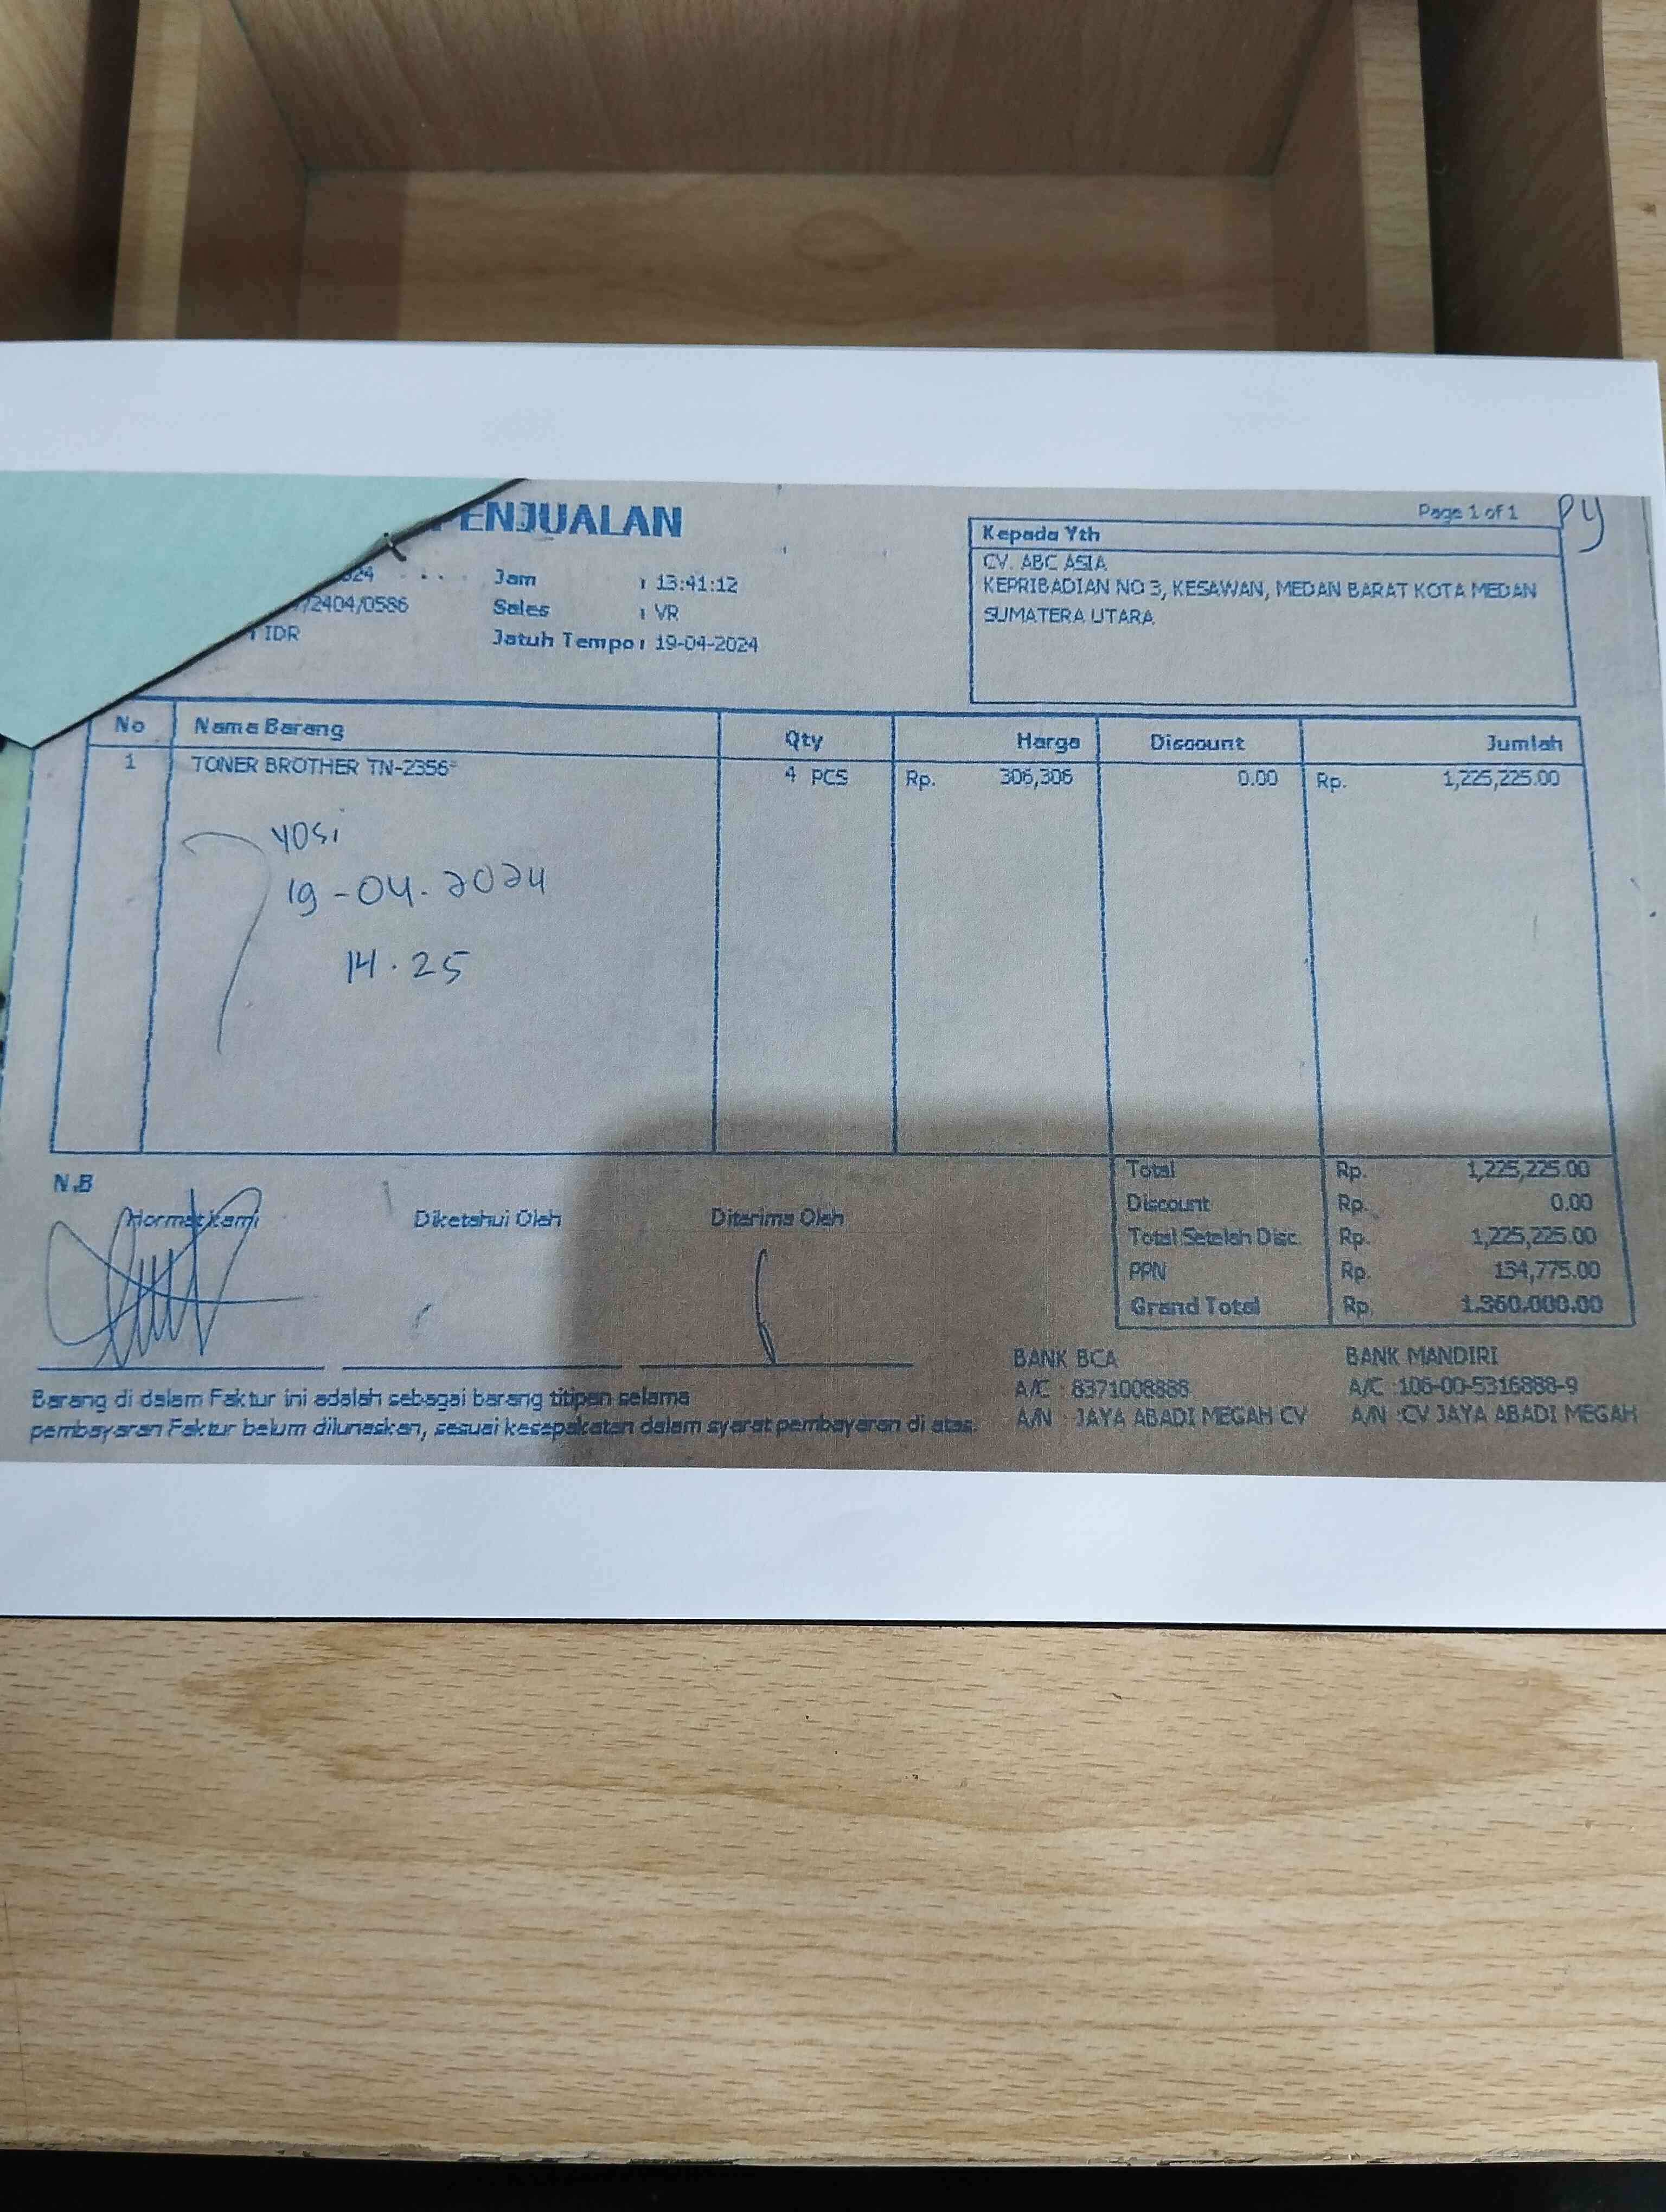 PENJUALAN
Page 1 of 1
PY
Kepada Yth
CV. ABC ASIA
KEPRIBADIAN NO 3, KESAWAN, MEDAN BARAT KOTA MEDAN
SUMATERA UTARA
024
Jam : 13:41:12
/2404/0586
Sales : VR
: IDR
Jatuh Tempo : 19-04-2024
No Nama Barang Qty Harga Discount Jumlah
1 TONER BROTHER TN-2356 4 PCS Rp. 306,306 0.00 Rp. 1,225,225.00
YOSi
19-04-2024
14.25
Total Rp. 1,225,225.00
Discount Rp. 0.00
Total Setelah Disc. Rp. 1,225,225.00
PPN Rp. 134,775.00
Grand Total Rp. 1.360.000.00
N.B
Hormat Kami Diketahui Oleh Diterima Oleh
Barang di dalam Faktur ini adalah sebagai barang titipan selama
pembayaran Faktur belum dilunaskan, sesuai kesepakatan dalam syarat pembayaran di atas.
BANK BCA
A/C : 8371008888
A/N : JAYA ABADI MEGAH CV
BANK MANDIRI
A/C :106-00-5316888-9
A/N :CV JAYA ABADI MEGAH